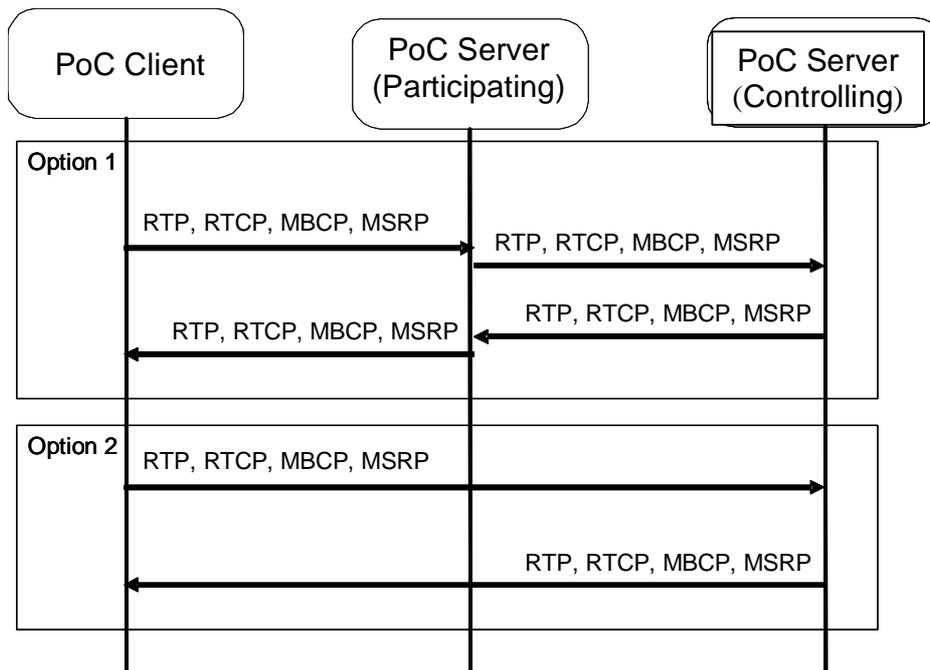 PoC Client
PoC Server
(Participating)
PoC Server
(Controlling)
Option 1
RTP, RTCP, MBCP, MSRP
RTP, RTCP, MBCP, MSRP
RTP, RTCP, MBCP, MSRP
RTP, RTCP, MBCP, MSRP
Option 2
RTP, RTCP, MBCP, MSRP
RTP, RTCP, MBCP, MSRP